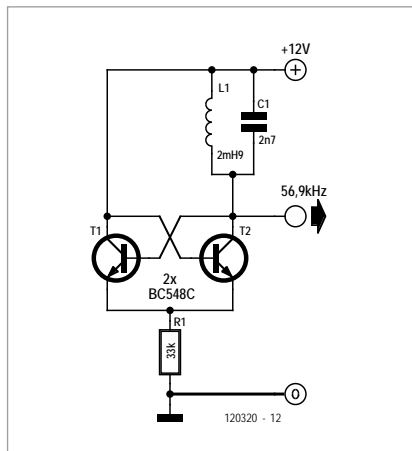 +12V
+
L1
C1
2mH9
2n7
56,9kHz
T1
T2
2x
BC548C
R1
33k
0
120320 - 12